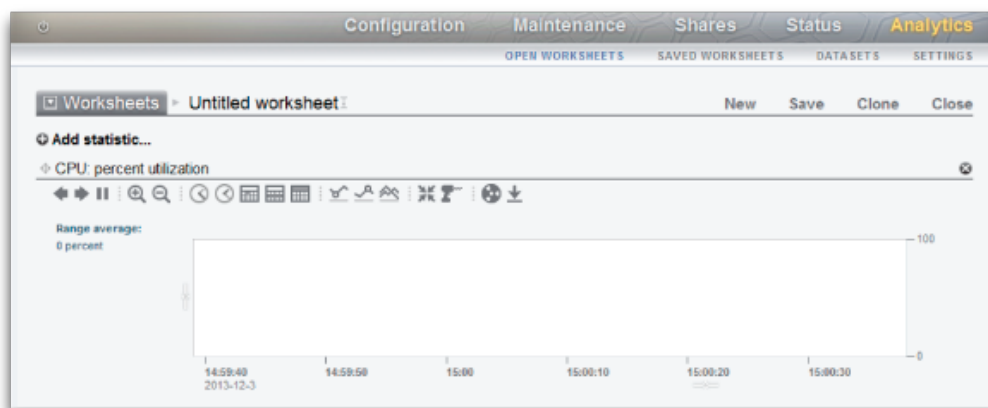 Configuration Maintenance Shares Status Analytics
OPEN WORKSHEETS SAVED WORKSHEETS DATASETS SETTINGS
Worksheets Untitled worksheet New Save Clone Close
Add statistic...
CPU: percent utilization
Range average:
0 percent
100
0
14:59:40 14:59:50 15:00 15:00:10 15:00:20 15:00:30
2013-12-3